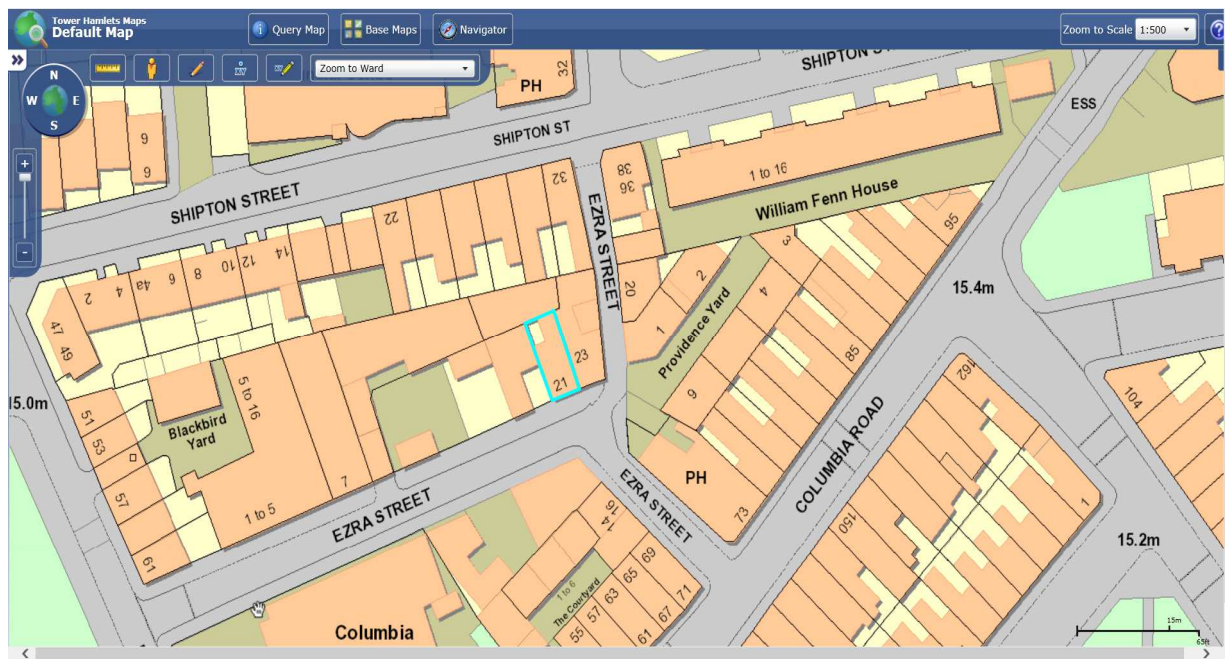 Tower Hamlets Maps
Default Map
Query Map
Base Maps
Navigator
Zoom to Scale
1:500
Zoom to Ward
N
W
E
S
+
-
PH
32
SHIPTON ST
SHIPTON STREET
ESS
6
6
38
36
1 to 16
William Fenn House
95
32
22
14
12
10
8
6
4a
4
2
47
49
EZRA STREET
20
1
2
3
4
Providence Yard
15.4m
85
23
21
6
162
104
15.0m
51
53
57
61
Blackbird
Yard
5 to 16
1 to 5
7
EZRA STREET
EZRA STREET
PH
73
COLUMBIA ROAD
150
1
15.2m
16
14
1 to 6
The Courtyard
55
57
63
65
69
61
67
71
Columbia
15m
65ft